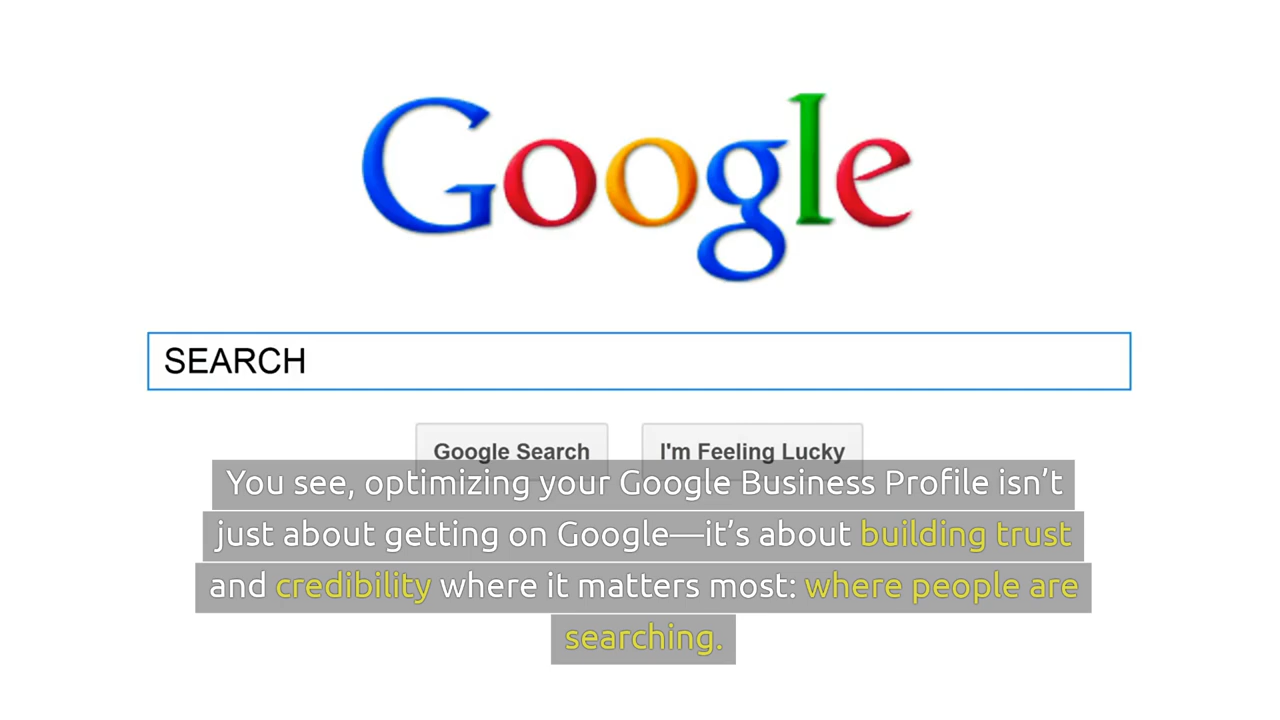 Google
SEARCH
Google Search
I'm Feeling Lucky
You see, optimizing your Google Business Profile isn’t
just about getting on Google—it’s about building trust
and credibility where it matters most: where people are
searching.